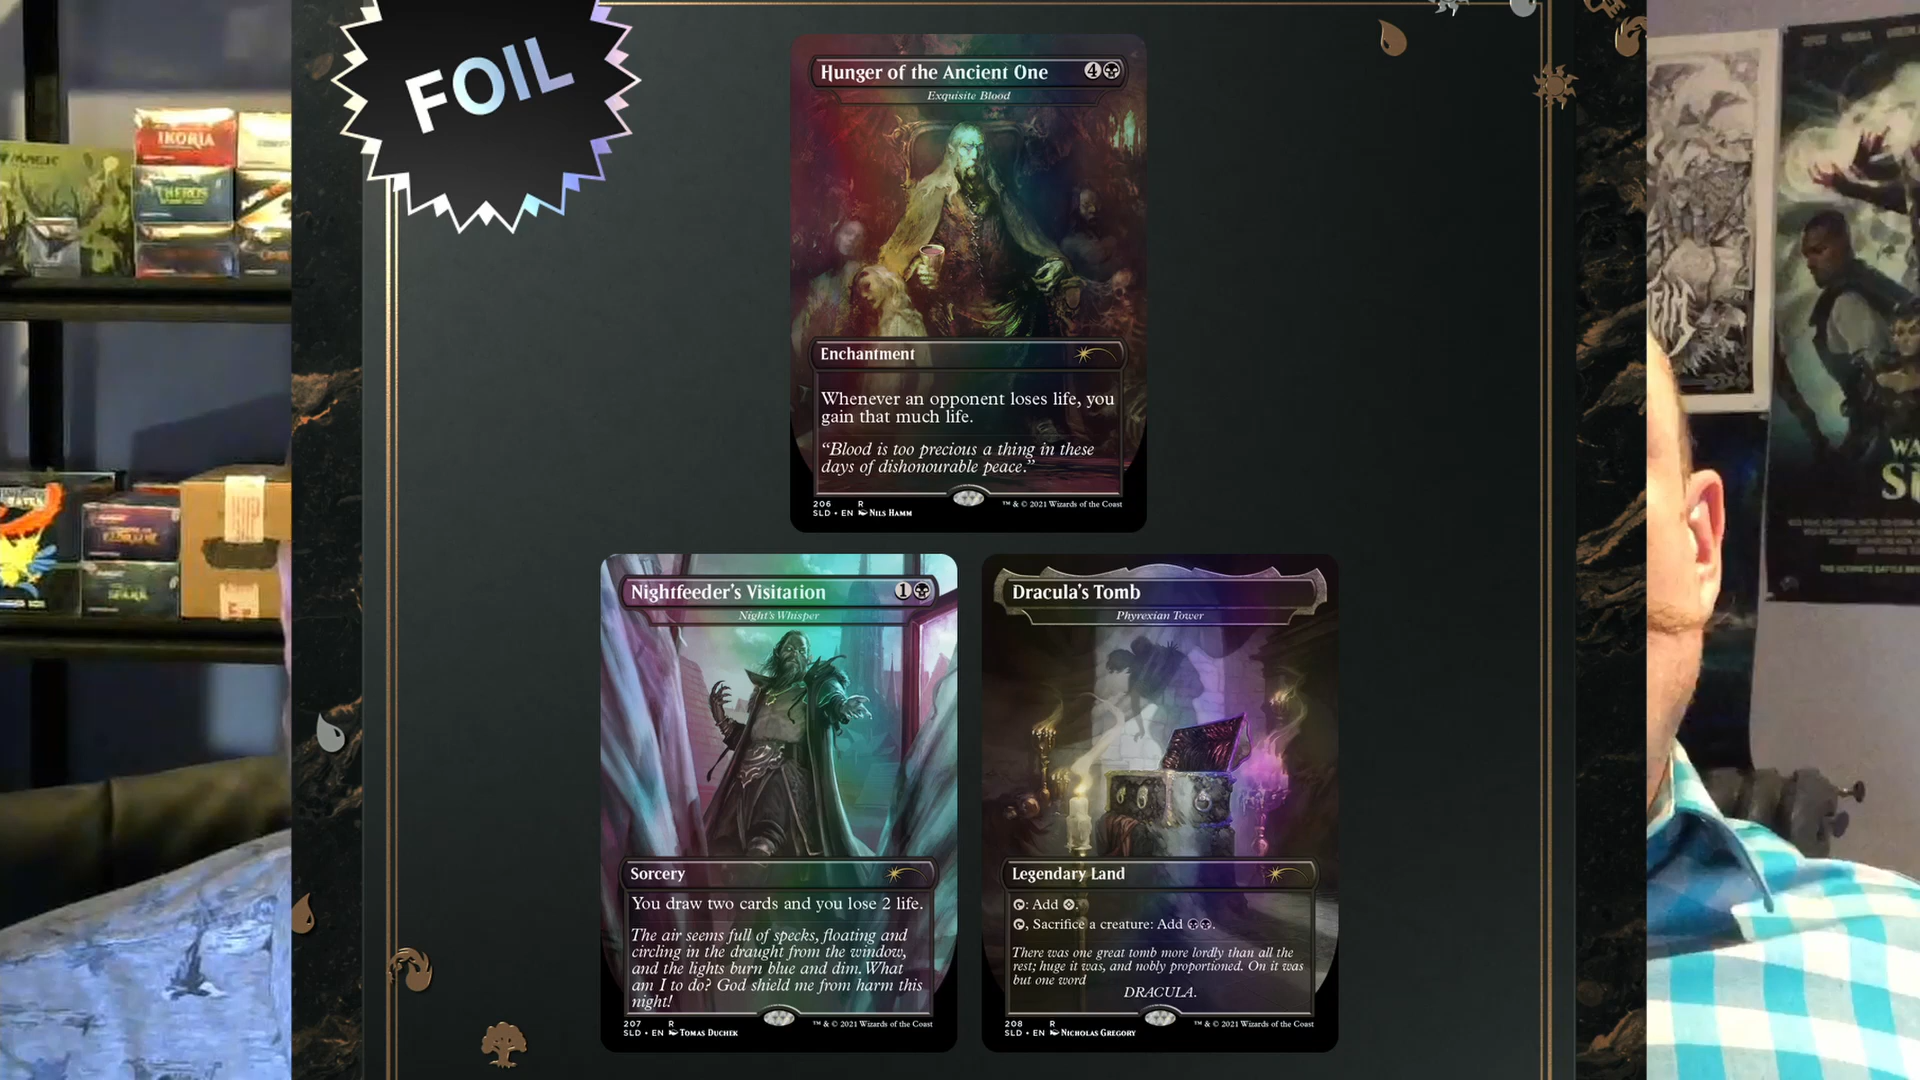 FOIL
IKORIA
THEROS
Hunger of the Ancient One 4
Exquisite Blood
Enchantment
Whenever an opponent loses life, you
gain that much life.
“Blood is too precious a thing in these
days of dishonourable peace.”
206 R
SLD • EN NILS HAMM
™ & © 2021 Wizards of the Coast
Nightfeeder's Visitation 1
Night's Whisper
Sorcery
You draw two cards and you lose 2 life.
The air seems full of specks, floating and
circling in the draught from the window,
and the lights burn blue and dim. What
am I to do? God shield me from harm this
night!
207 R
SLD • EN TOMAS DUCHEK
™ & © 2021 Wizards of the Coast
Dracula's Tomb
Phyrexian Tower
Legendary Land
: Add .
, Sacrifice a creature: Add .
There was one great tomb more lordly than all the
rest; huge it was, and nobly proportioned. On it was
but one word
DRACULA.
208 R
SLD • EN NICHOLAS GREGORY
™ & © 2021 Wizards of the Coast